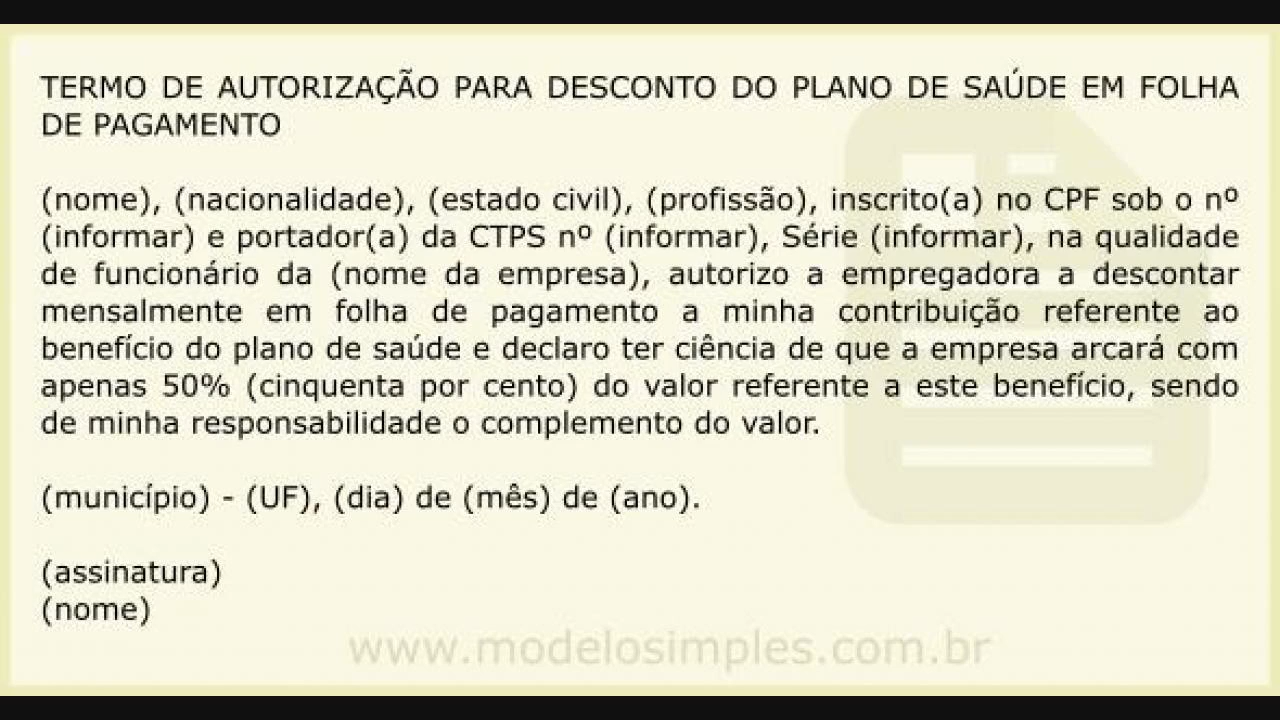 TERMO DE AUTORIZAÇÃO PARA DESCONTO DO PLANO DE SAÚDE EM FOLHA
DE PAGAMENTO
(nome), (nacionalidade), (estado civil), (profissão), inscrito(a) no CPF sob o nº
(informar) e portador(a) da CTPS nº (informar), Série (informar), na qualidade
de funcionário da (nome da empresa), autorizo a empregadora a descontar
mensalmente em folha de pagamento a minha contribuição referente ao
benefício do plano de saúde e declaro ter ciência de que a empresa arcará com
apenas 50% (cinquenta por cento) do valor referente a este benefício, sendo
de minha responsabilidade o complemento do valor.
(município) - (UF), (dia) de (mês) de (ano).
(assinatura)
(nome)
www.modelosimples.com.br